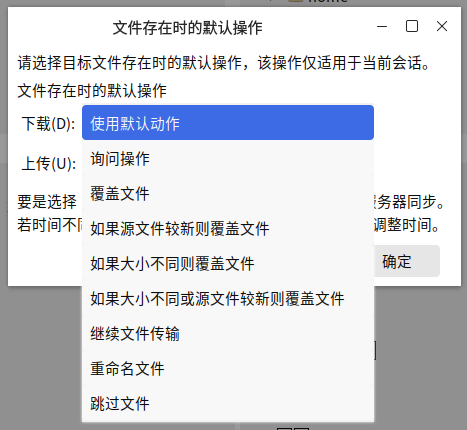 文件存在时的默认操作
请选择目标文件存在时的默认操作，该操作仅适用于当前会话。
文件存在时的默认操作
下载(D): 使用默认动作
询问操作
上传(U):
覆盖文件
要是选择 务器同步。
如果源文件较新则覆盖文件
若时间不 调整时间。
如果大小不同则覆盖文件 确定
如果大小不同或源文件较新则覆盖文件
继续文件传输
重命名文件
跳过文件